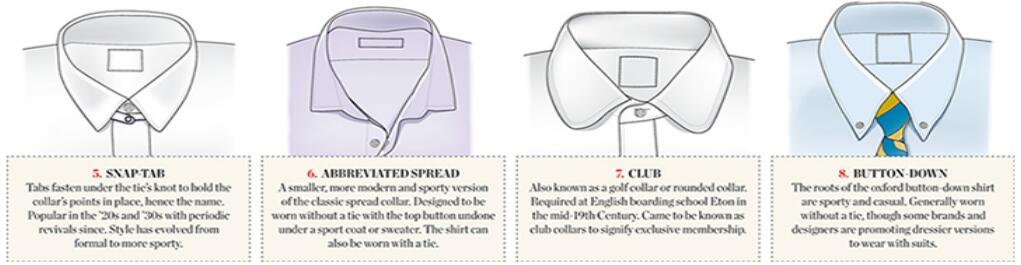 5. SNAP-TAB
Tabs fasten under the tie's knot to hold the
collar's points in place, hence the name.
Popular in the '20s and '30s with periodic
revivals since. Style has evolved from
formal to more sporty.
6. ABBREVIATED SPREAD
A smaller, more modern and sporty version
of the classic spread collar. Designed to be
worn without a tie with the top button undone
under a sport coat or sweater. The shirt can
also be worn with a tie.
7. CLUB
Also known as a golf collar or rounded collar.
Required at English boarding school Eton in
the mid-19th Century. Came to be known as
club collars to signify exclusive membership.
8. BUTTON-DOWN
The roots of the oxford button-down shirt
are sporty and casual. Generally worn
without a tie, though some brands and
designers are promoting dressier versions
to wear with suits.